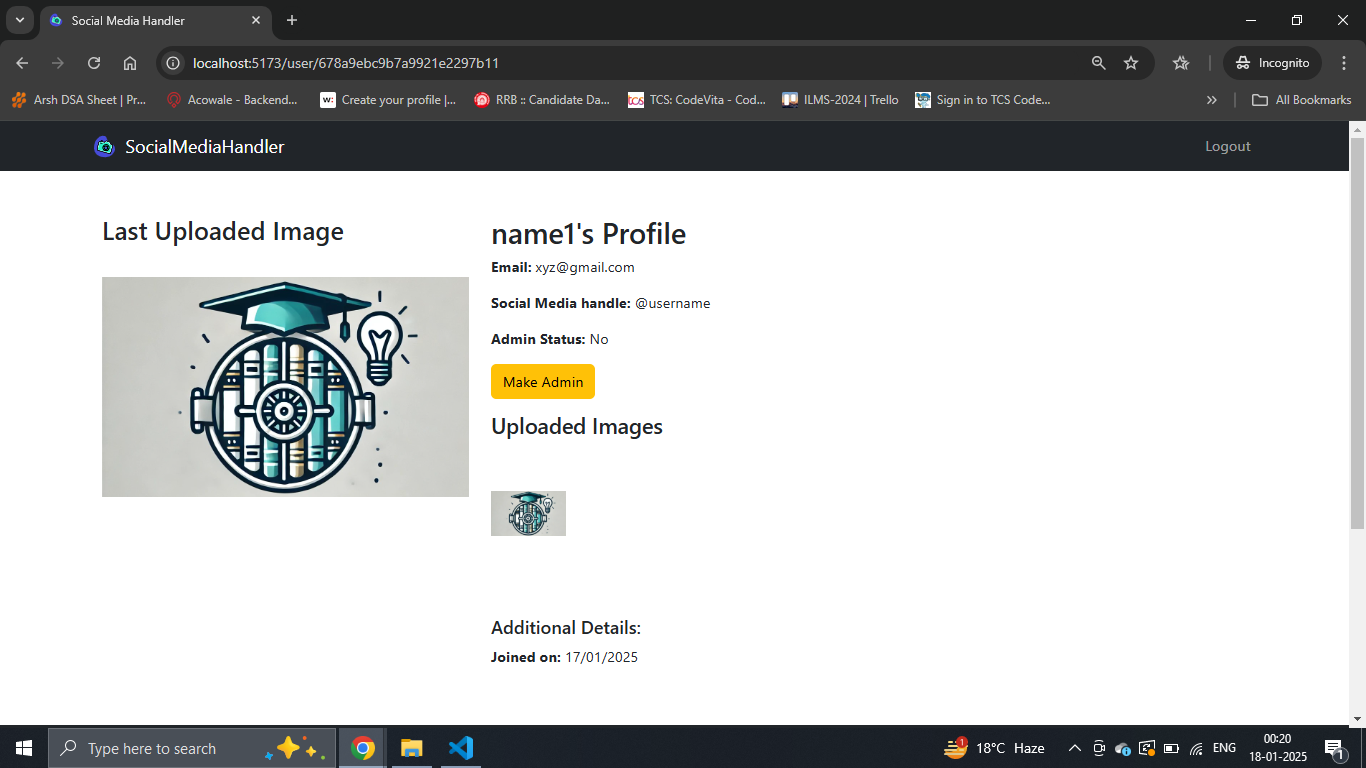 Social Media Handler
localhost:5173/user/678a9ebc9b7a9921e2297b11
Incognito
Arsh DSA Sheet | Pr...
Acowale - Backend...
w:
Create your profile |...
RRB :: Candidate Da...
TCS: CodeVita - Cod...
ILMS-2024 | Trello
Sign in to TCS Code...
»
All Bookmarks
SocialMediaHandler
Logout
Last Uploaded Image
name1's Profile
Email: xyz@gmail.com
Social Media handle: @username
Admin Status: No
Make Admin
Uploaded Images
Additional Details:
Joined on: 17/01/2025
Type here to search
1
18°C Haze
ENG
00:20
18-01-2025
1